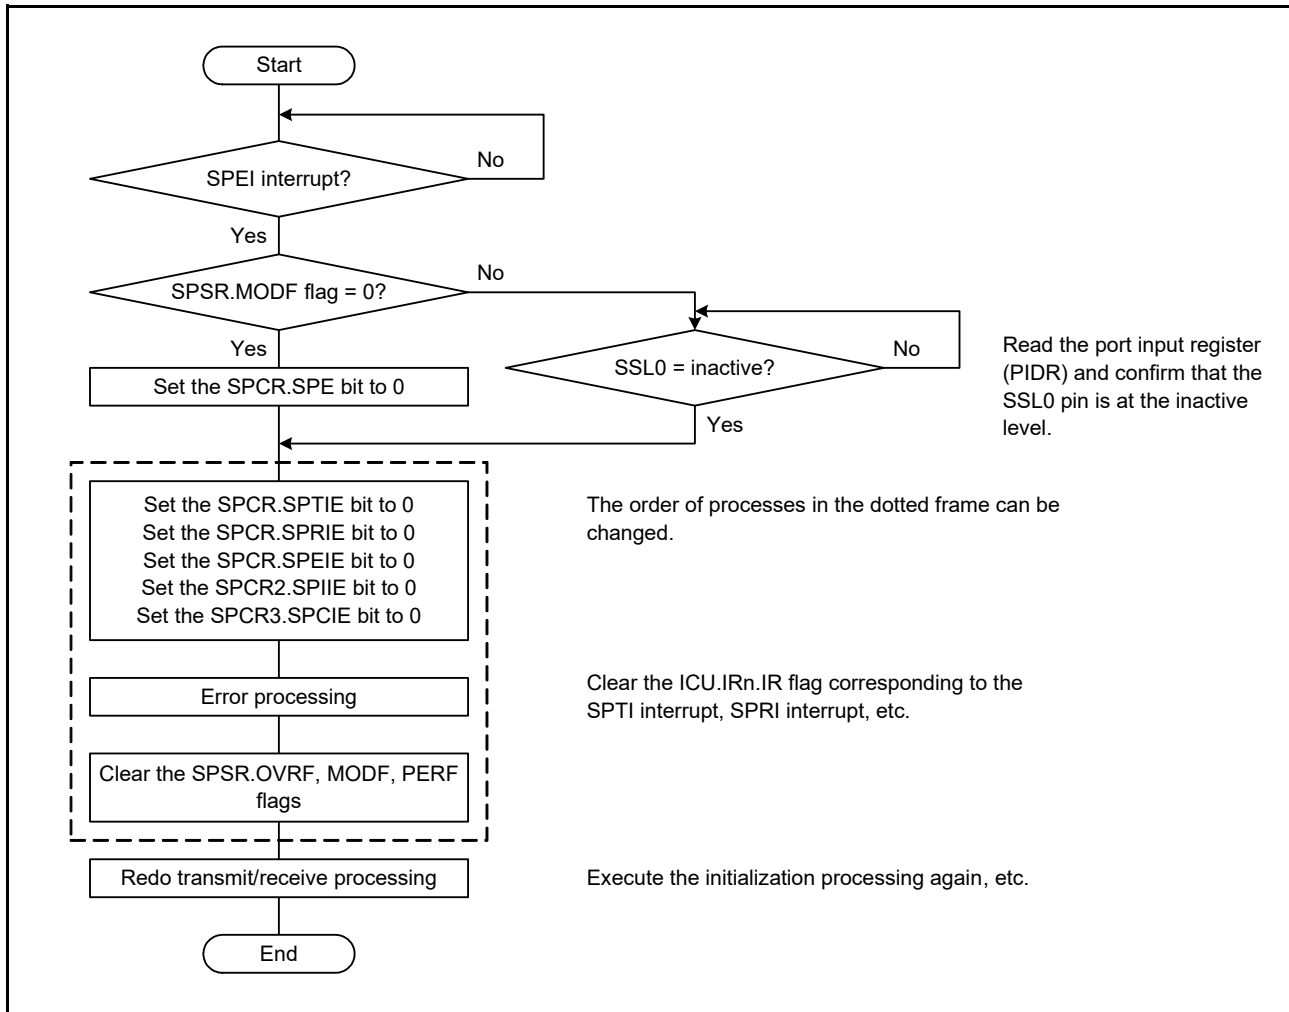 Start
No
SPEI interrupt?
Yes
No
SPSR.MODF flag = 0?
Yes
No
SSL0 = inactive?
Read the port input register
(PIDR) and confirm that the
SSL0 pin is at the inactive
level.
Set the SPCR.SPE bit to 0
Yes
Set the SPCR.SPTIE bit to 0
Set the SPCR.SPRIE bit to 0
Set the SPCR.SPEIE bit to 0
Set the SPCR2.SPIIE bit to 0
Set the SPCR3.SPCIE bit to 0
The order of processes in the dotted frame can be
changed.
Error processing
Clear the ICU.IRn.IR flag corresponding to the
SPTI interrupt, SPRI interrupt, etc.
Clear the SPSR.OVRF, MODF, PERF
flags
Redo transmit/receive processing
Execute the initialization processing again, etc.
End